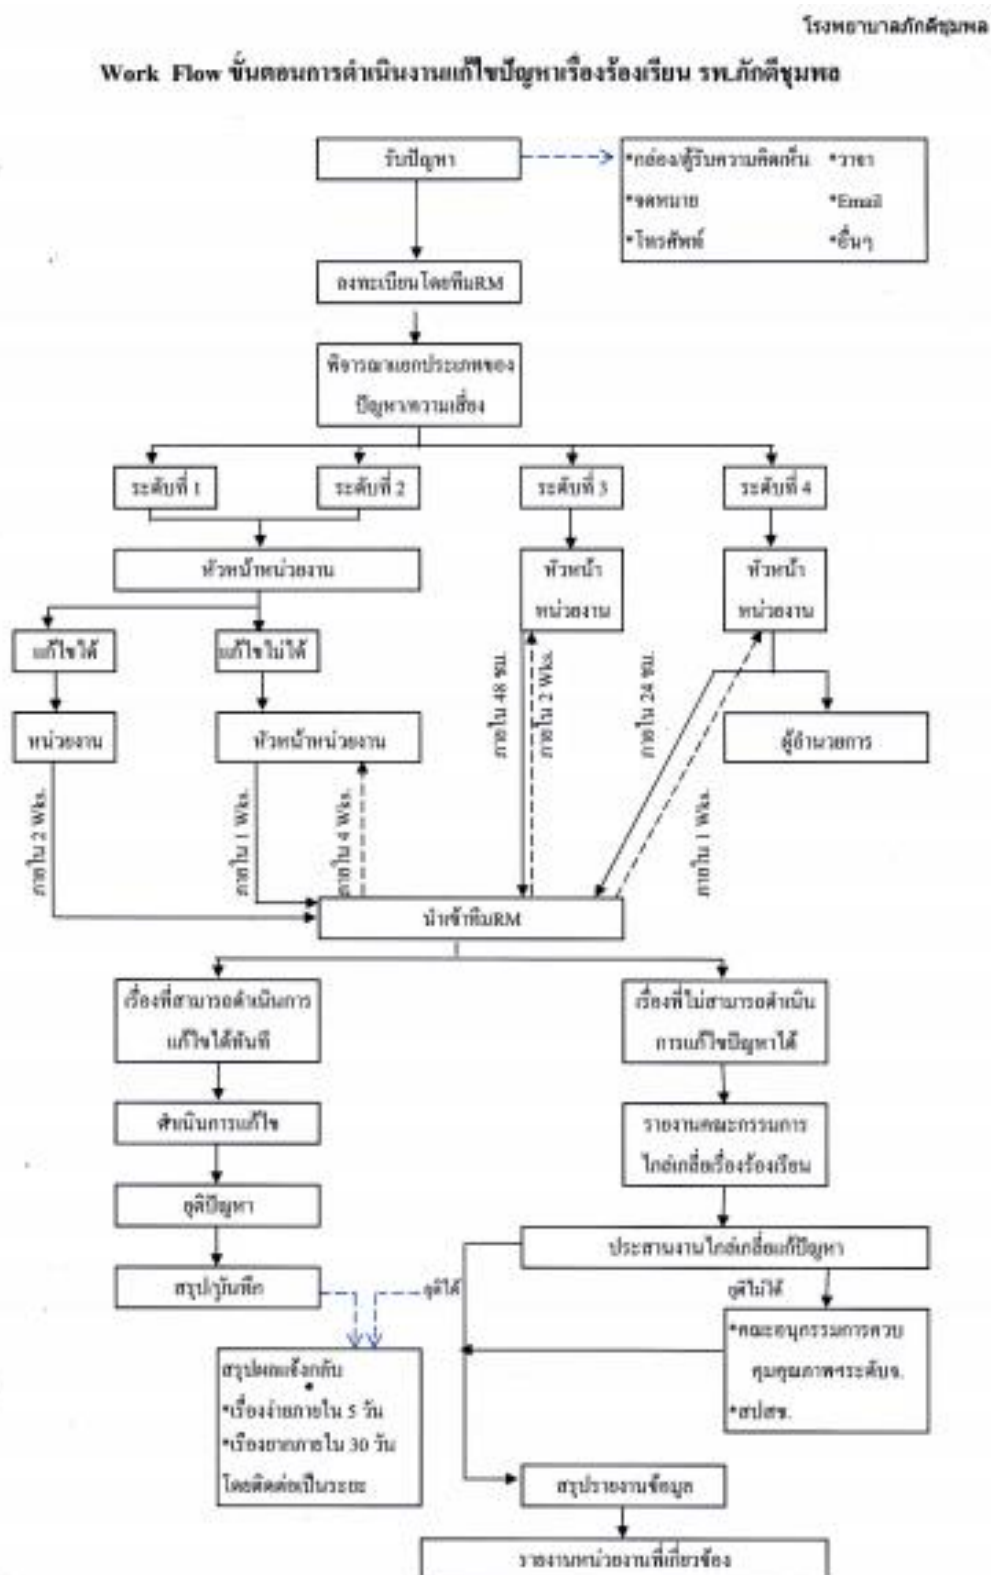 โรงพยาบาลภักดีชุมพล
Work Flow ขั้นตอนการดำเนินงานแก้ไขปัญหาเรื่องร้องเรียน รพ.ภักดีชุมพล
รับปัญหา
*กล่อง/ตู้รับความคิดเห็น *วาจา
*จดหมาย *Email
*โทรศัพท์ *อื่นๆ
ลงทะเบียนโดยทีมRM
พิจารณาแยกประเภทของ
ปัญหา/ความเสี่ยง
ระดับที่ 1
ระดับที่ 2
ระดับที่ 3
ระดับที่ 4
หัวหน้าหน่วยงาน
หัวหน้า
หน่วยงาน
หัวหน้า
หน่วยงาน
แก้ไขได้
แก้ไขไม่ได้
หน่วยงาน
หัวหน้าหน่วยงาน
ผู้อำนวยการ
ภายใน 48 ชม.
ภายใน 2 Wks.
ภายใน 24 ชม.
ภายใน 2 Wks.
ภายใน 1 Wks.
ภายใน 4 Wks.
ภายใน 1 Wks.
นำเข้าทีมRM
เรื่องที่สามารถดำเนินการ
แก้ไขได้ทันที
เรื่องที่ไม่สามารถดำเนิน
การแก้ไขปัญหาได้
ดำเนินการแก้ไข
รายงานคณะกรรมการ
ไกล่เกลี่ยเรื่องร้องเรียน
ยุติปัญหา
ประสานงานไกล่เกลี่ยแก้ปัญหา
สรุป/บันทึก
ยุติได้
ยุติไม่ได้
*คณะอนุกรรมการควบ
คุมคุณภาพฯระดับจ.
*สปสช.
สรุปผลแจ้งกลับ
*เรื่องง่ายภายใน 5 วัน
*เรื่องยากภายใน 30 วัน
โดยติดต่อเป็นระยะ
สรุปรายงานข้อมูล
รายงานหน่วยงานที่เกี่ยวข้อง